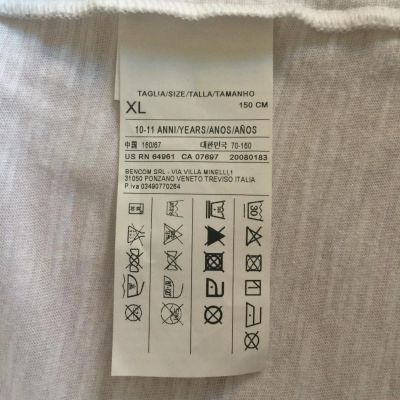 TAGLIA/SIZE/TALLA/TAMANHO
XL 150 CM
10-11 ANNI/YEARS/ANOS/AÑOS
中国 160/67 대한민국 70-160
US RN 64961 CA 07697 20080183
BENCOM SRL - VIA VILLA MINELLI,1
31050 PONZANO VENETO TREVISO ITALIA
P.iva 03490770264
30